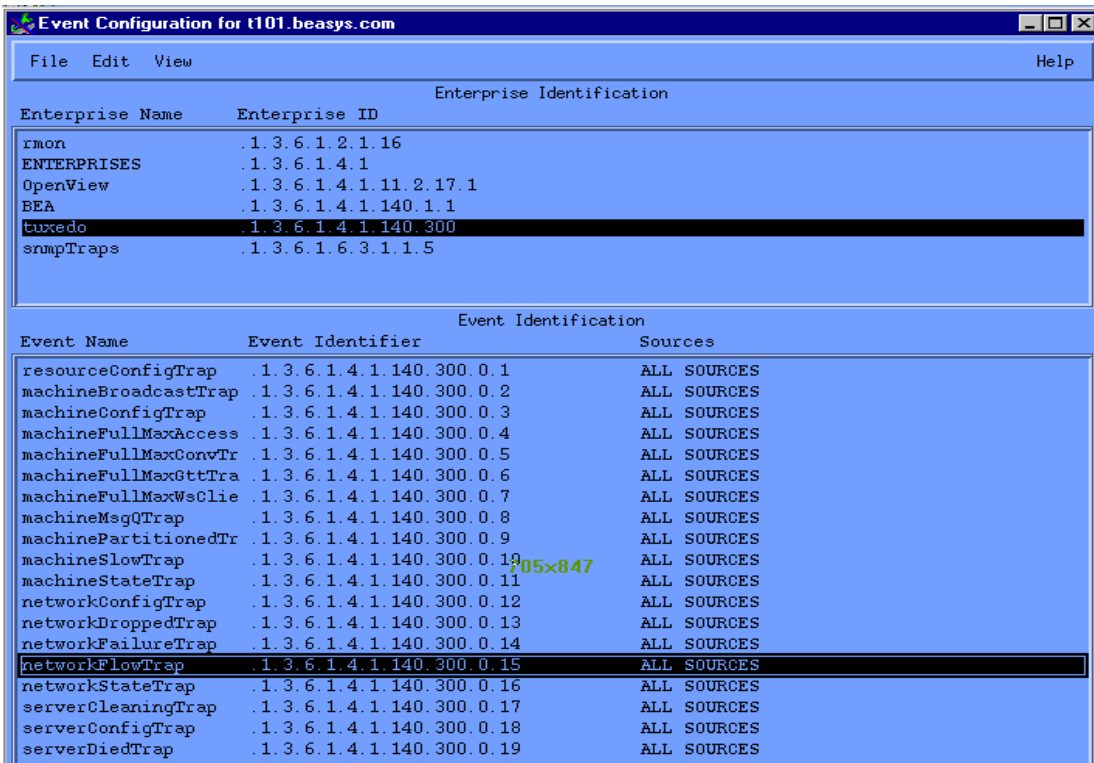 Event Configuration for t101.beasys.com
File Edit View Help
Enterprise Identification
Enterprise Name Enterprise ID
rmon .1.3.6.1.2.1.16
ENTERPRISES .1.3.6.1.4.1
OpenView .1.3.6.1.4.1.11.2.17.1
BEA .1.3.6.1.4.1.140.1.1
tuxedo .1.3.6.1.4.1.140.300
snmpTraps .1.3.6.1.6.3.1.1.5
Event Identification
Event Name Event Identifier Sources
resourceConfigTrap .1.3.6.1.4.1.140.300.0.1 ALL SOURCES
machineBroadcastTrap .1.3.6.1.4.1.140.300.0.2 ALL SOURCES
machineConfigTrap .1.3.6.1.4.1.140.300.0.3 ALL SOURCES
machineFullMaxAccess .1.3.6.1.4.1.140.300.0.4 ALL SOURCES
machineFullMaxConvTr .1.3.6.1.4.1.140.300.0.5 ALL SOURCES
machineFullMaxGttTra .1.3.6.1.4.1.140.300.0.6 ALL SOURCES
machineFullMaxWsClie .1.3.6.1.4.1.140.300.0.7 ALL SOURCES
machineMsgQTrap .1.3.6.1.4.1.140.300.0.8 ALL SOURCES
machinePartitionedTr .1.3.6.1.4.1.140.300.0.9 ALL SOURCES
machineSlowTrap .1.3.6.1.4.1.140.300.0.10 ALL SOURCES
705×847
machineStateTrap .1.3.6.1.4.1.140.300.0.11 ALL SOURCES
networkConfigTrap .1.3.6.1.4.1.140.300.0.12 ALL SOURCES
networkDroppedTrap .1.3.6.1.4.1.140.300.0.13 ALL SOURCES
networkFailureTrap .1.3.6.1.4.1.140.300.0.14 ALL SOURCES
networkFlowTrap .1.3.6.1.4.1.140.300.0.15 ALL SOURCES
networkStateTrap .1.3.6.1.4.1.140.300.0.16 ALL SOURCES
serverCleaningTrap .1.3.6.1.4.1.140.300.0.17 ALL SOURCES
serverConfigTrap .1.3.6.1.4.1.140.300.0.18 ALL SOURCES
serverDiedTrap .1.3.6.1.4.1.140.300.0.19 ALL SOURCES